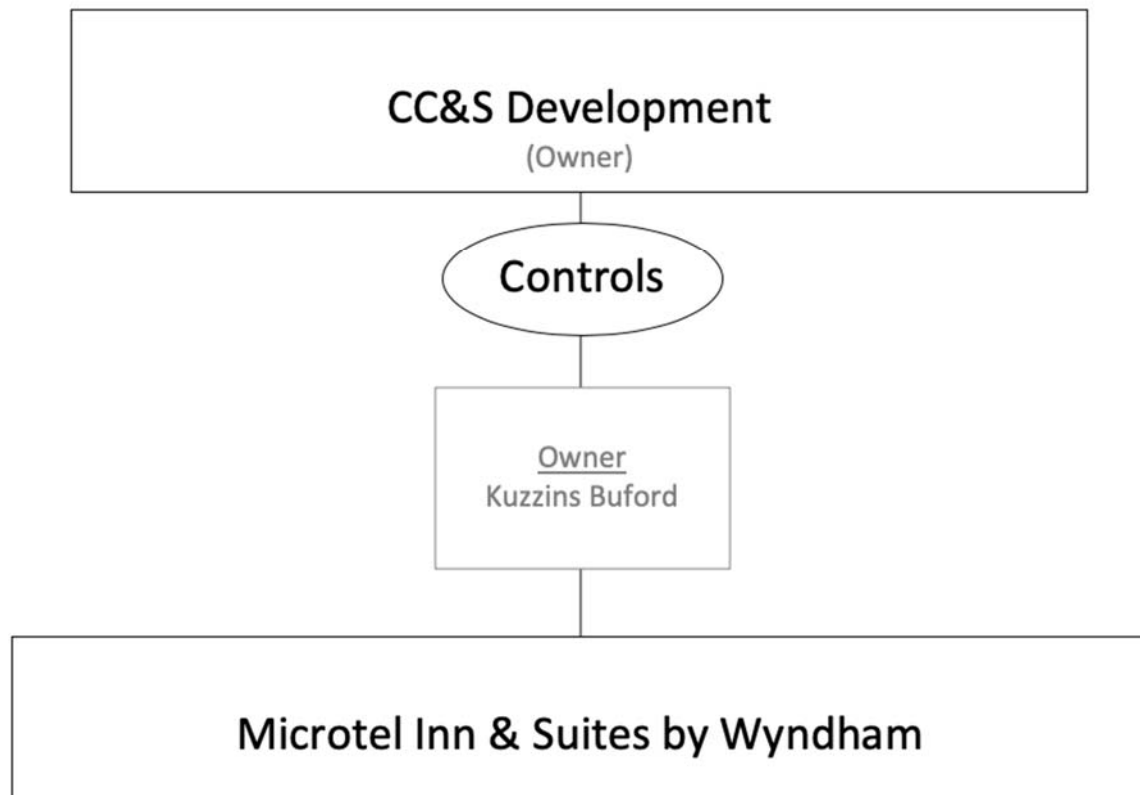 CC&S Development
(Owner)
Controls
Owner
Kuzzins Buford
Microtel Inn & Suites by Wyndham